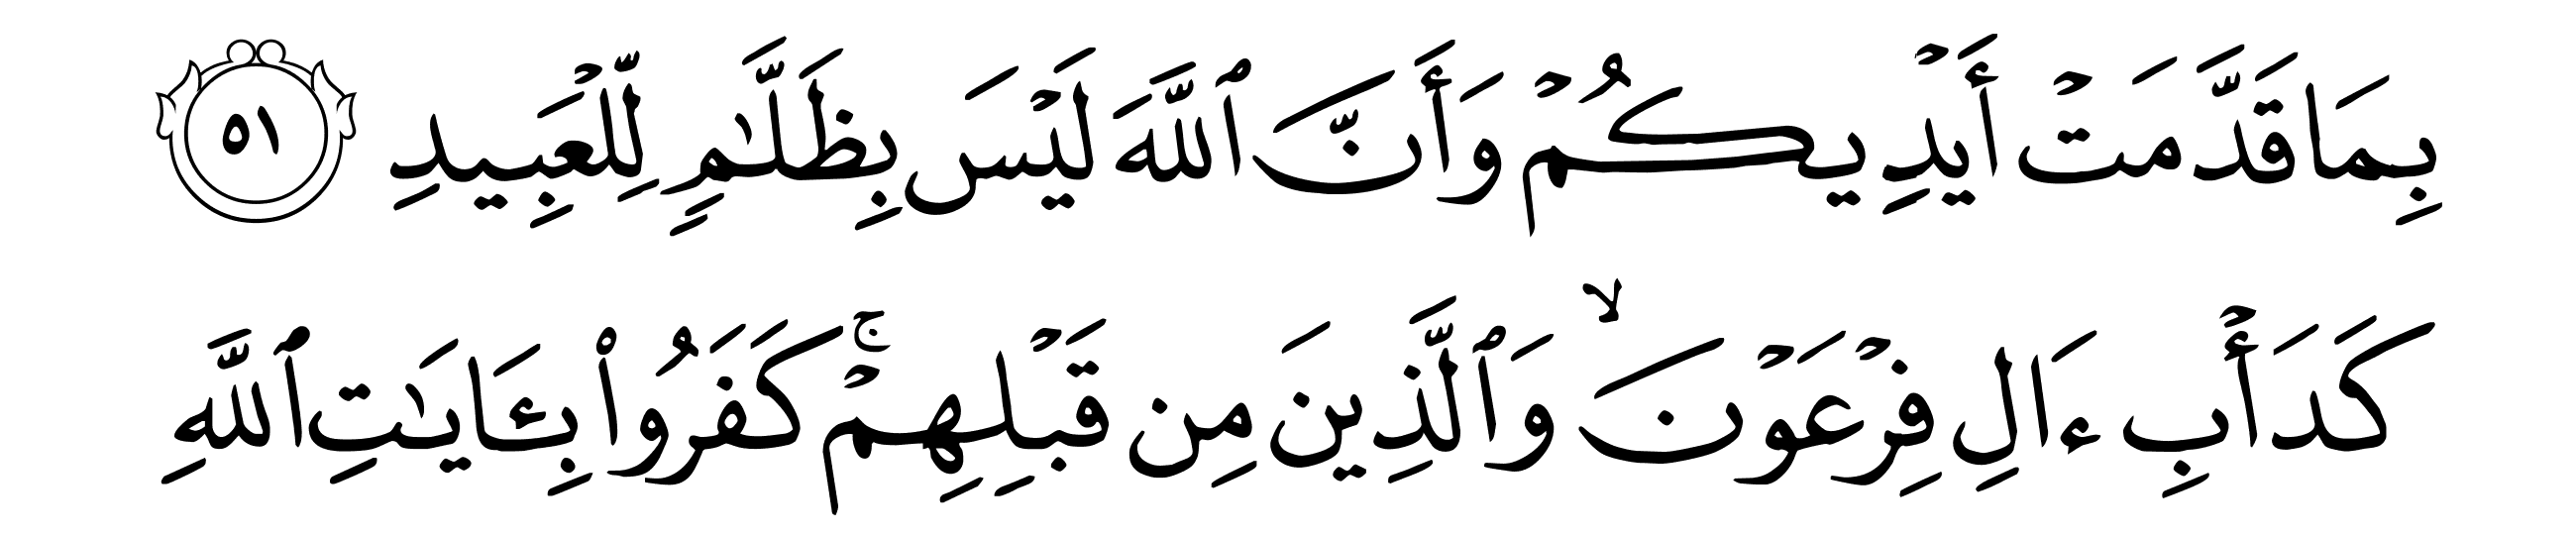 بِمَا قَدَّمَتْ أَيْدِيكُمْ وَأَنَّ ٱللَّهَ لَيْسَ بِظَلَّٰمٍ لِّلْعَبِيدِ ٥١
كَدَأْبِ ءَالِ فِرْعَوْنَ ۙ وَٱلَّذِينَ مِن قَبْلِهِمْ ۚ كَفَرُوا۟ بِـَٔايَٰتِ ٱللَّهِ